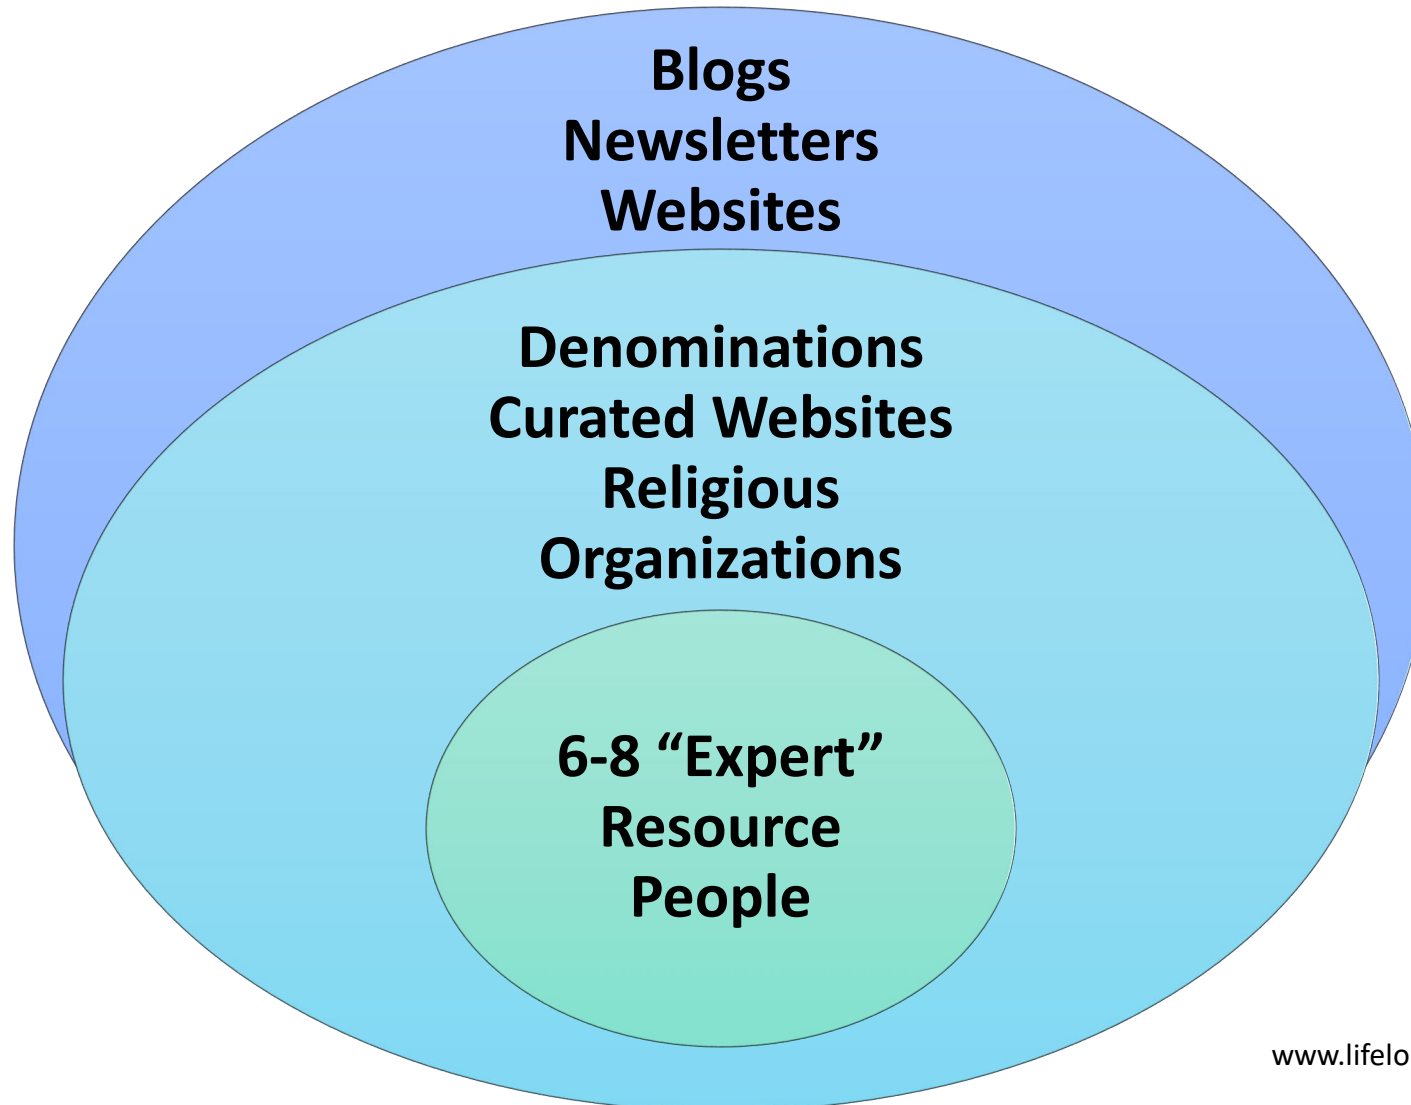 Blogs
Newsletters
Websites
Denominations
Curated Websites
Religious
Organizations
6-8 “Expert”
Resource
People
www.lifelo